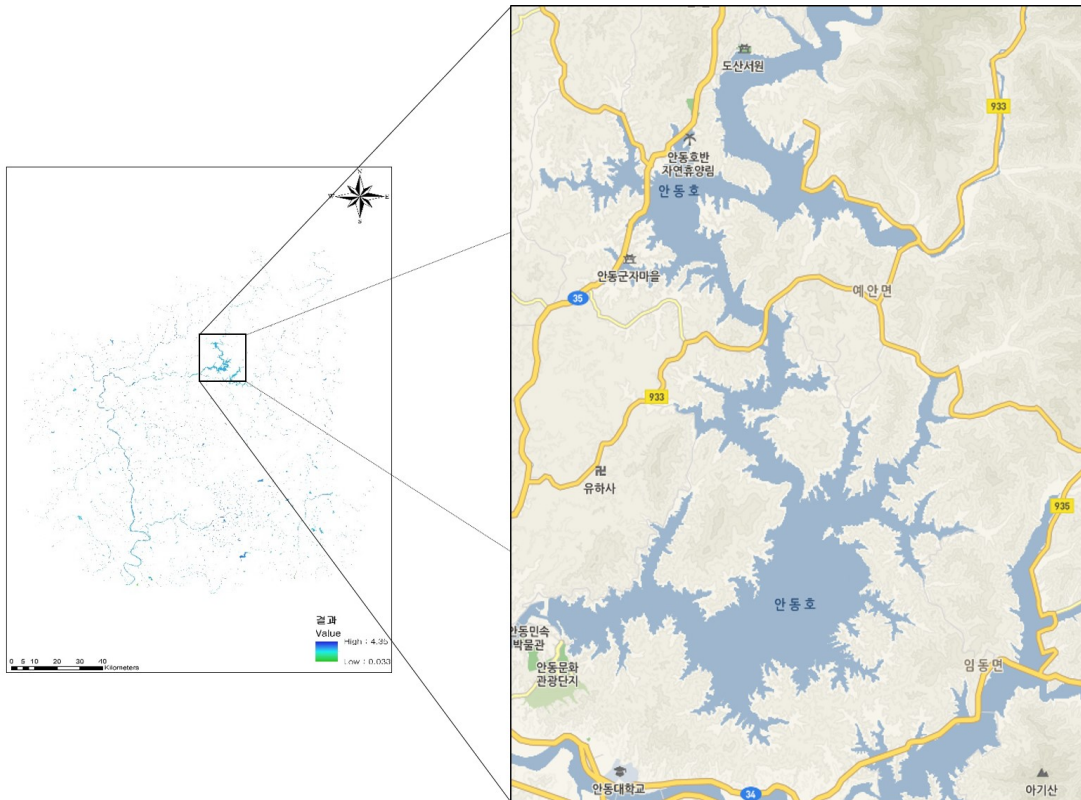 N
W
E
S
결과
Value
High : 4.35
Low : 0.033
0 5 10 20 30 40
Kilometers
도산서원
933
안동호반
자연휴양림
안동호
안동군자마을
35
예안면
933
유하사
935
안동호
안동민속
박물관
안동문화
관광단지
임동면
안동대학교
34
아기산